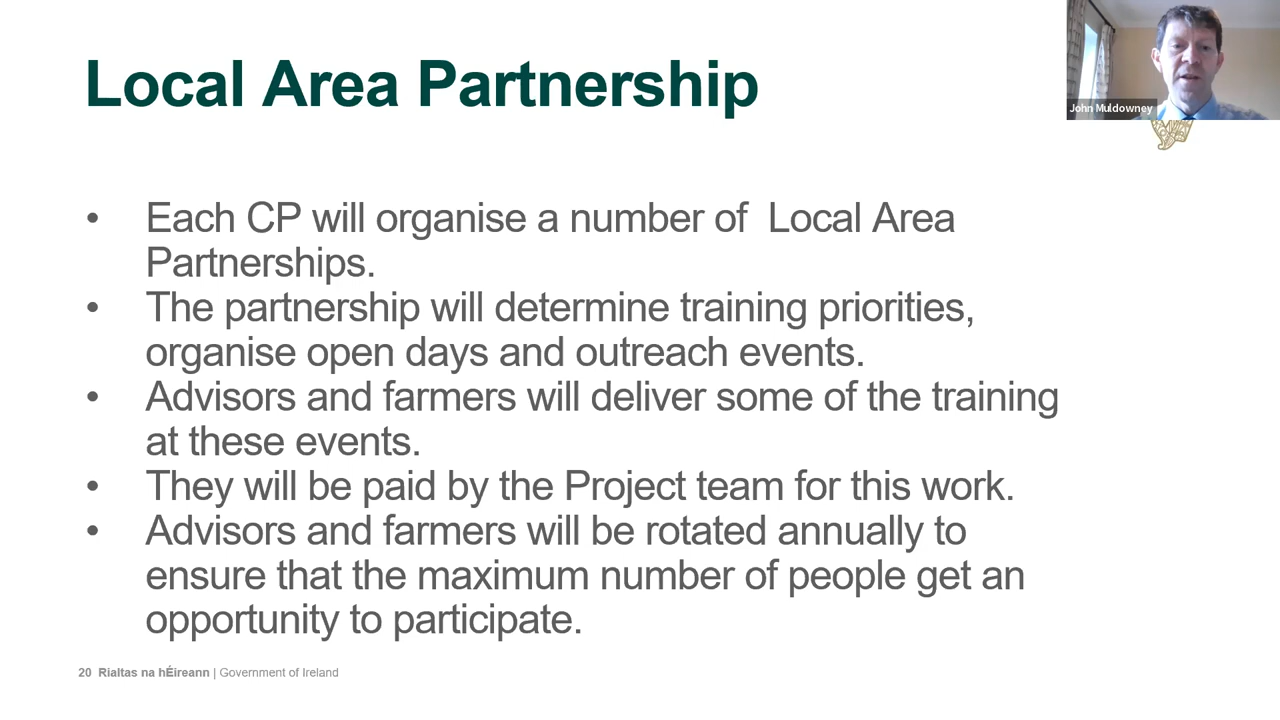 Local Area Partnership
John Muldowney
• Each CP will organise a number of  Local Area
Partnerships.
• The partnership will determine training priorities,
organise open days and outreach events.
• Advisors and farmers will deliver some of the training
at these events.
• They will be paid by the Project team for this work.
• Advisors and farmers will be rotated annually to
ensure that the maximum number of people get an
opportunity to participate.
20 Rialtas na hÉireann | Government of Ireland